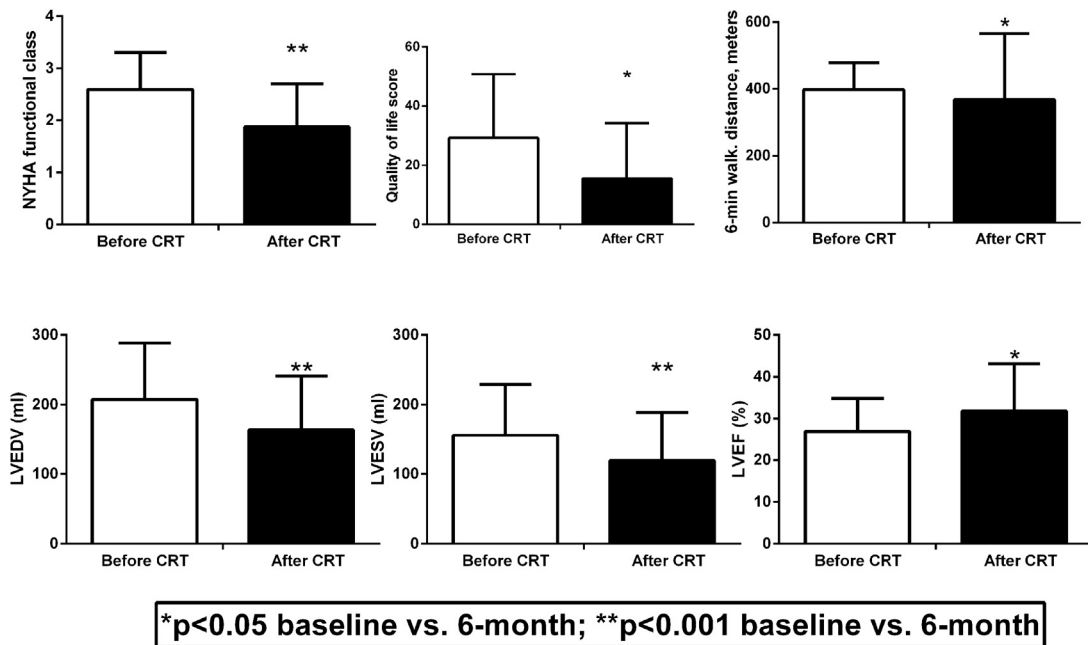 NYHA functional class
4
3
2
1
0
**
Before CRT
After CRT
Quality of life score
60
40
20
0
*
Before CRT
After CRT
6-min walk. distance, meters
600
400
200
0
*
Before CRT
After CRT
LVEDV (ml)
300
200
100
0
**
Before CRT
After CRT
LVESV (ml)
300
200
100
0
**
Before CRT
After CRT
LVEF (%)
50
40
30
20
10
0
*
Before CRT
After CRT
*p<0.05 baseline vs. 6-month; **p<0.001 baseline vs. 6-month